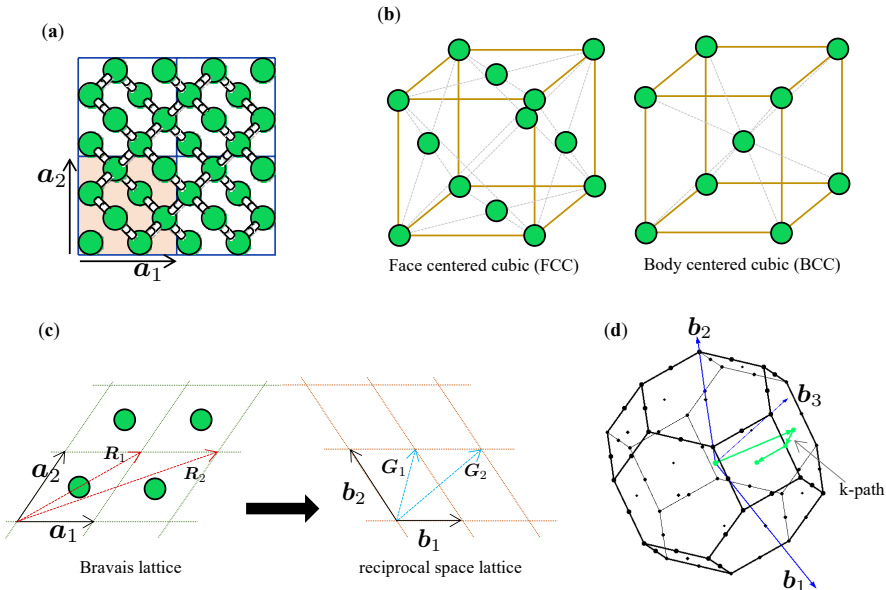 (a)
a₂
a₁
(b)
Face centered cubic (FCC)
Body centered cubic (BCC)
(c)
a₂
R₁
R₂
a₁
Bravais lattice
G₁
G₂
b₂
b₁
reciprocal space lattice
(d)
b₂
b₃
k-path
b₁